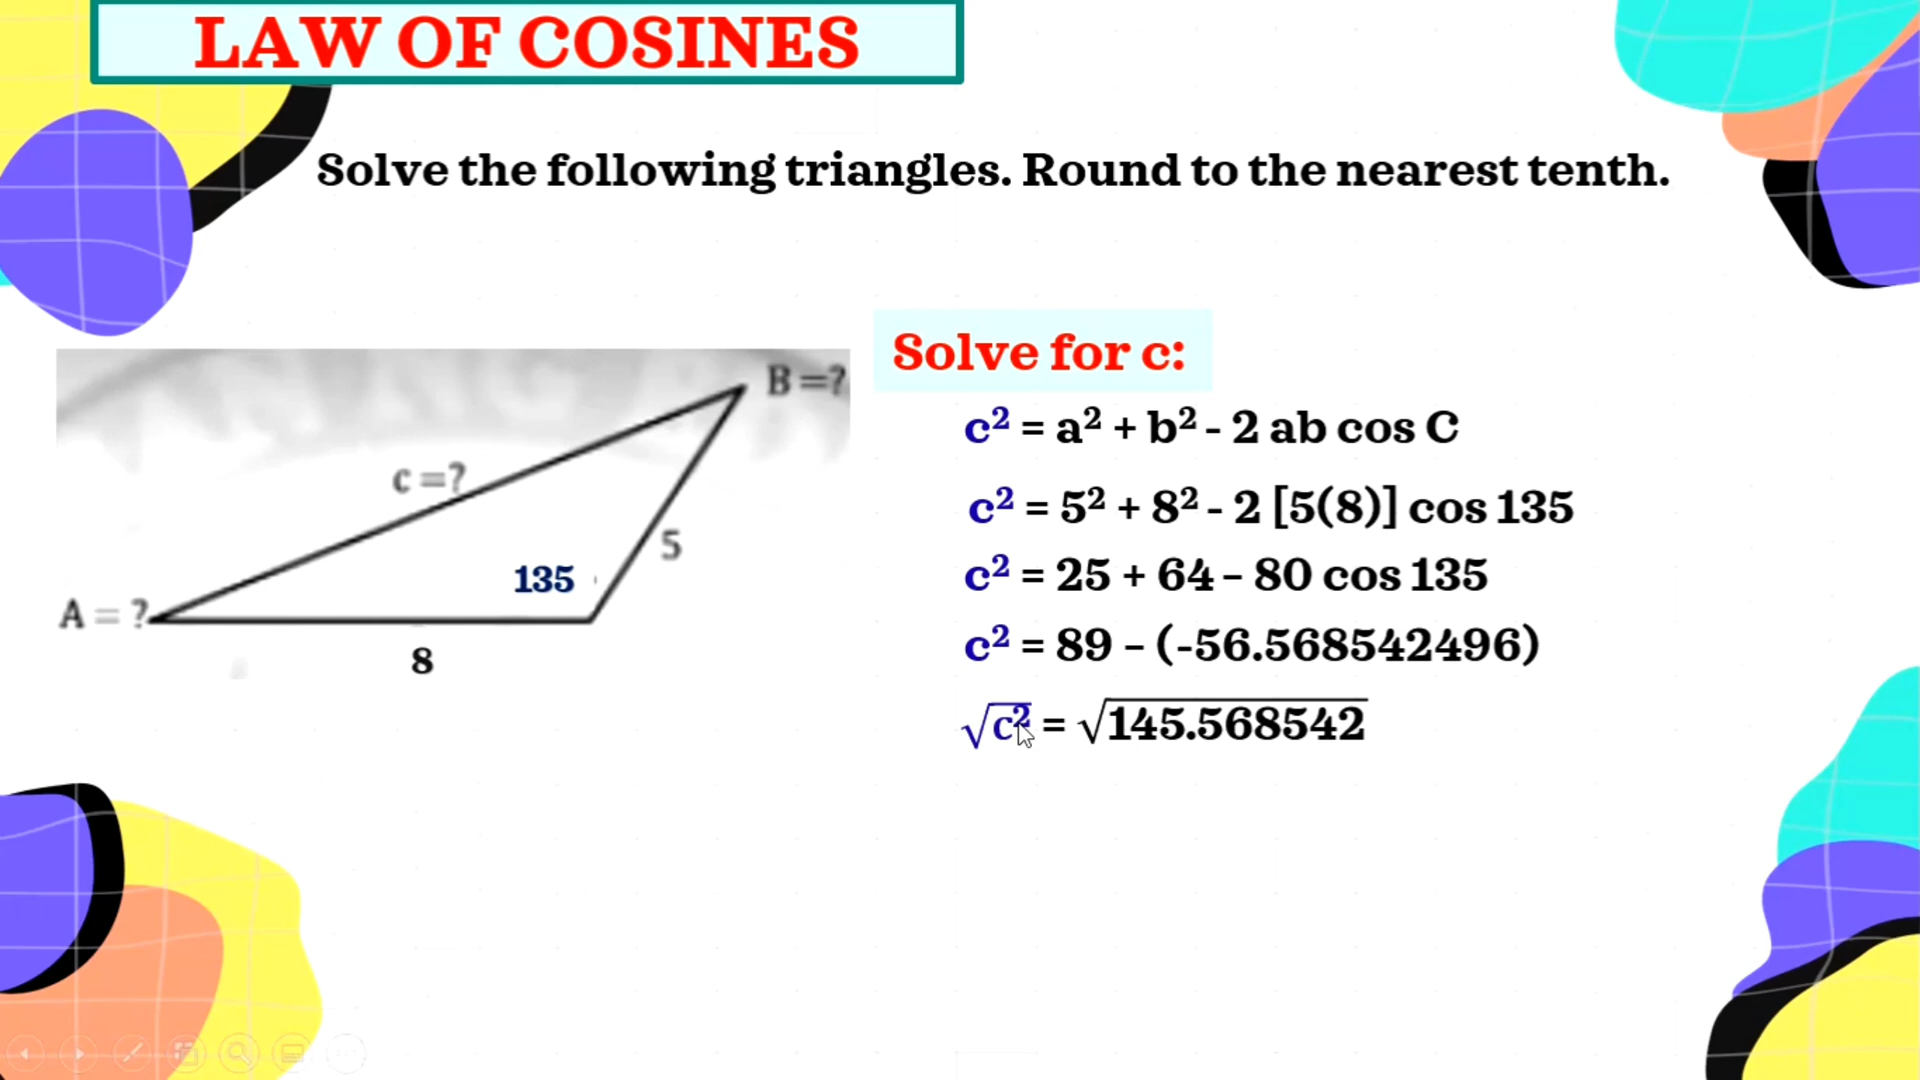 LAW OF COSINES
Solve the following triangles. Round to the nearest tenth.
B =?
c =?
5
135
A = ?
8
Solve for c:
c² = a² + b² - 2 ab cos C
c² = 5² + 8² - 2 [5(8)] cos 135
c² = 25 + 64 – 80 cos 135
c² = 89 – (-56.568542496)
√c² = √145.568542